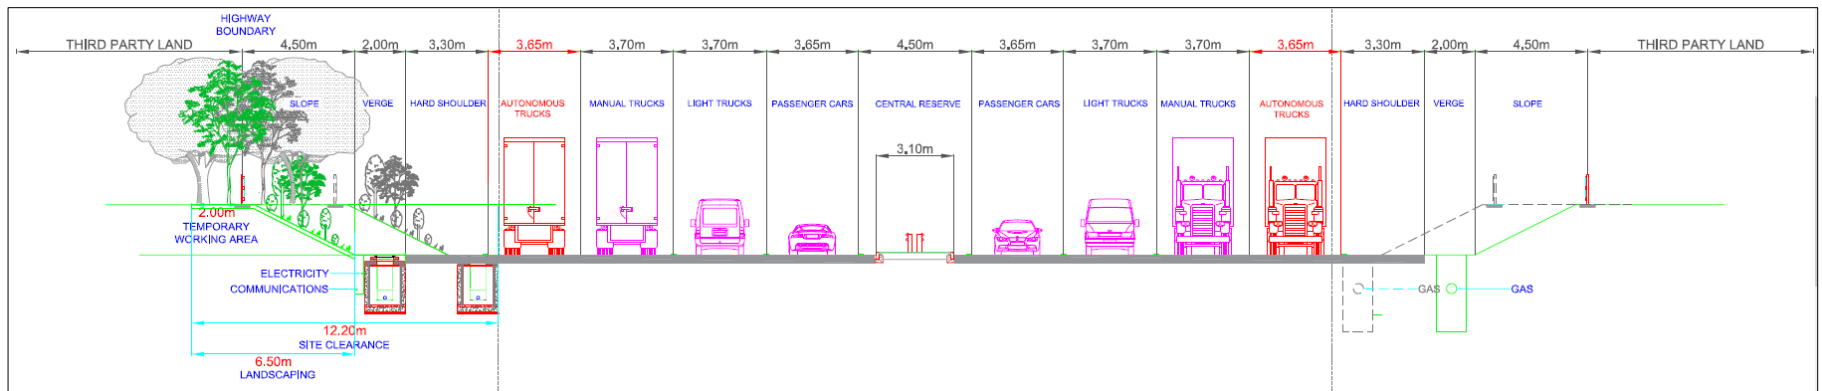 HIGHWAY
BOUNDARY
THIRD PARTY LAND 4.50m 2.00m 3.30m 3.65m 3.70m 3.70m 3.65m 4.50m 3.65m 3.70m 3.70m 3.65m 3.30m 2.00m 4.50m THIRD PARTY LAND
SLOPE VERGE HARD SHOULDER AUTONOMOUS TRUCKS MANUAL TRUCKS LIGHT TRUCKS PASSENGER CARS CENTRAL RESERVE PASSENGER CARS LIGHT TRUCKS MANUAL TRUCKS AUTONOMOUS TRUCKS HARD SHOULDER VERGE SLOPE
3.10m
2.00m
TEMPORARY
WORKING AREA
ELECTRICITY
COMMUNICATIONS
GAS GAS
12.20m
SITE CLEARANCE
6.50m
LANDSCAPING